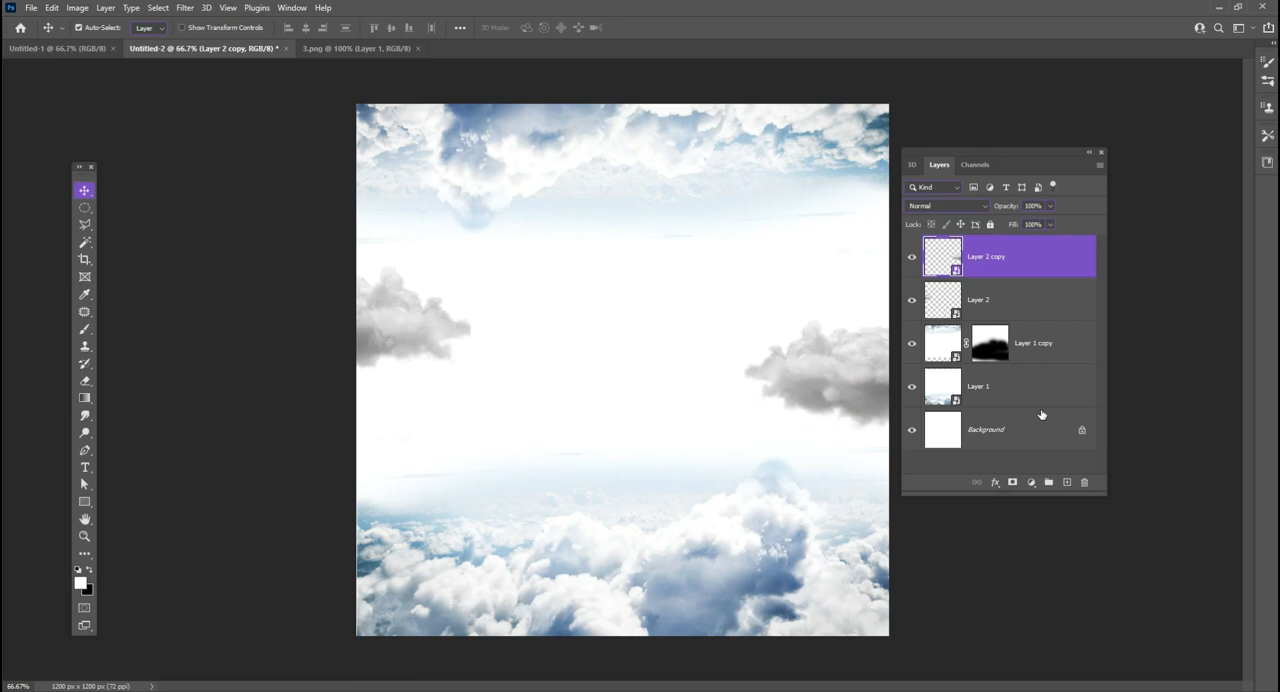 Ps File Edit Image Layer Type Select Filter 3D View Plugins Window Help
Auto-Select: Layer Show Transform Controls 3D Mode:
Untitled-1 @ 66.7% (RGB/8) × Untitled-2 @ 66.7% (Layer 2 copy, RGB/8) * × 3.png @ 100% (Layer 1, RGB/8) ×
3D Layers Channels
Kind
Normal Opacity: 100%
Lock: Fill: 100%
Layer 2 copy
Layer 2
Layer 1 copy
Layer 1
Background
66.67% 1200 px x 1200 px (72 ppi)